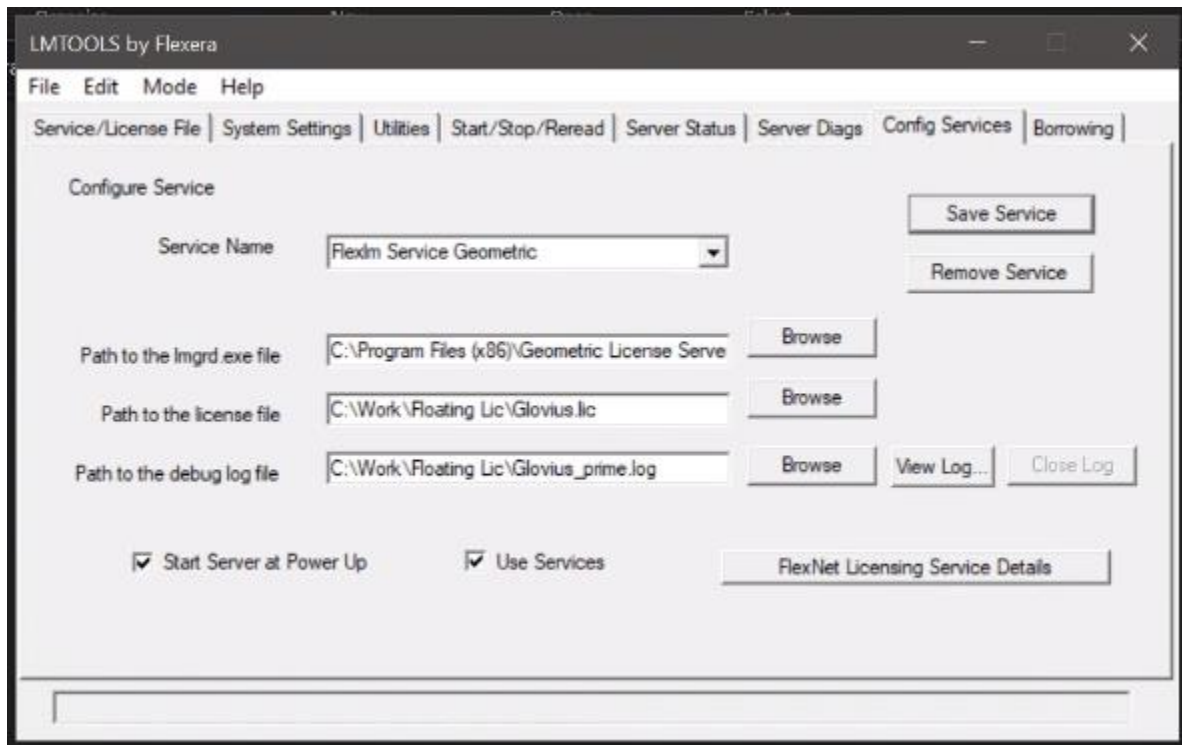 LMTOOLS by Flexera
File Edit Mode Help
Service/License File System Settings Utilities Start/Stop/Reread Server Status Server Diags Config Services Borrowing
Configure Service
Save Service
Service Name
Flexlm Service Geometric
Remove Service
Path to the lmgrd.exe file
C:\Program Files (x86)\Geometric License Serve
Browse
Path to the license file
C:\Work\Floating Lic\Glovius.lic
Browse
Path to the debug log file
C:\Work\Floating Lic\Glovius_prime.log
Browse
View Log...
Close Log
Start Server at Power Up
Use Services
FlexNet Licensing Service Details